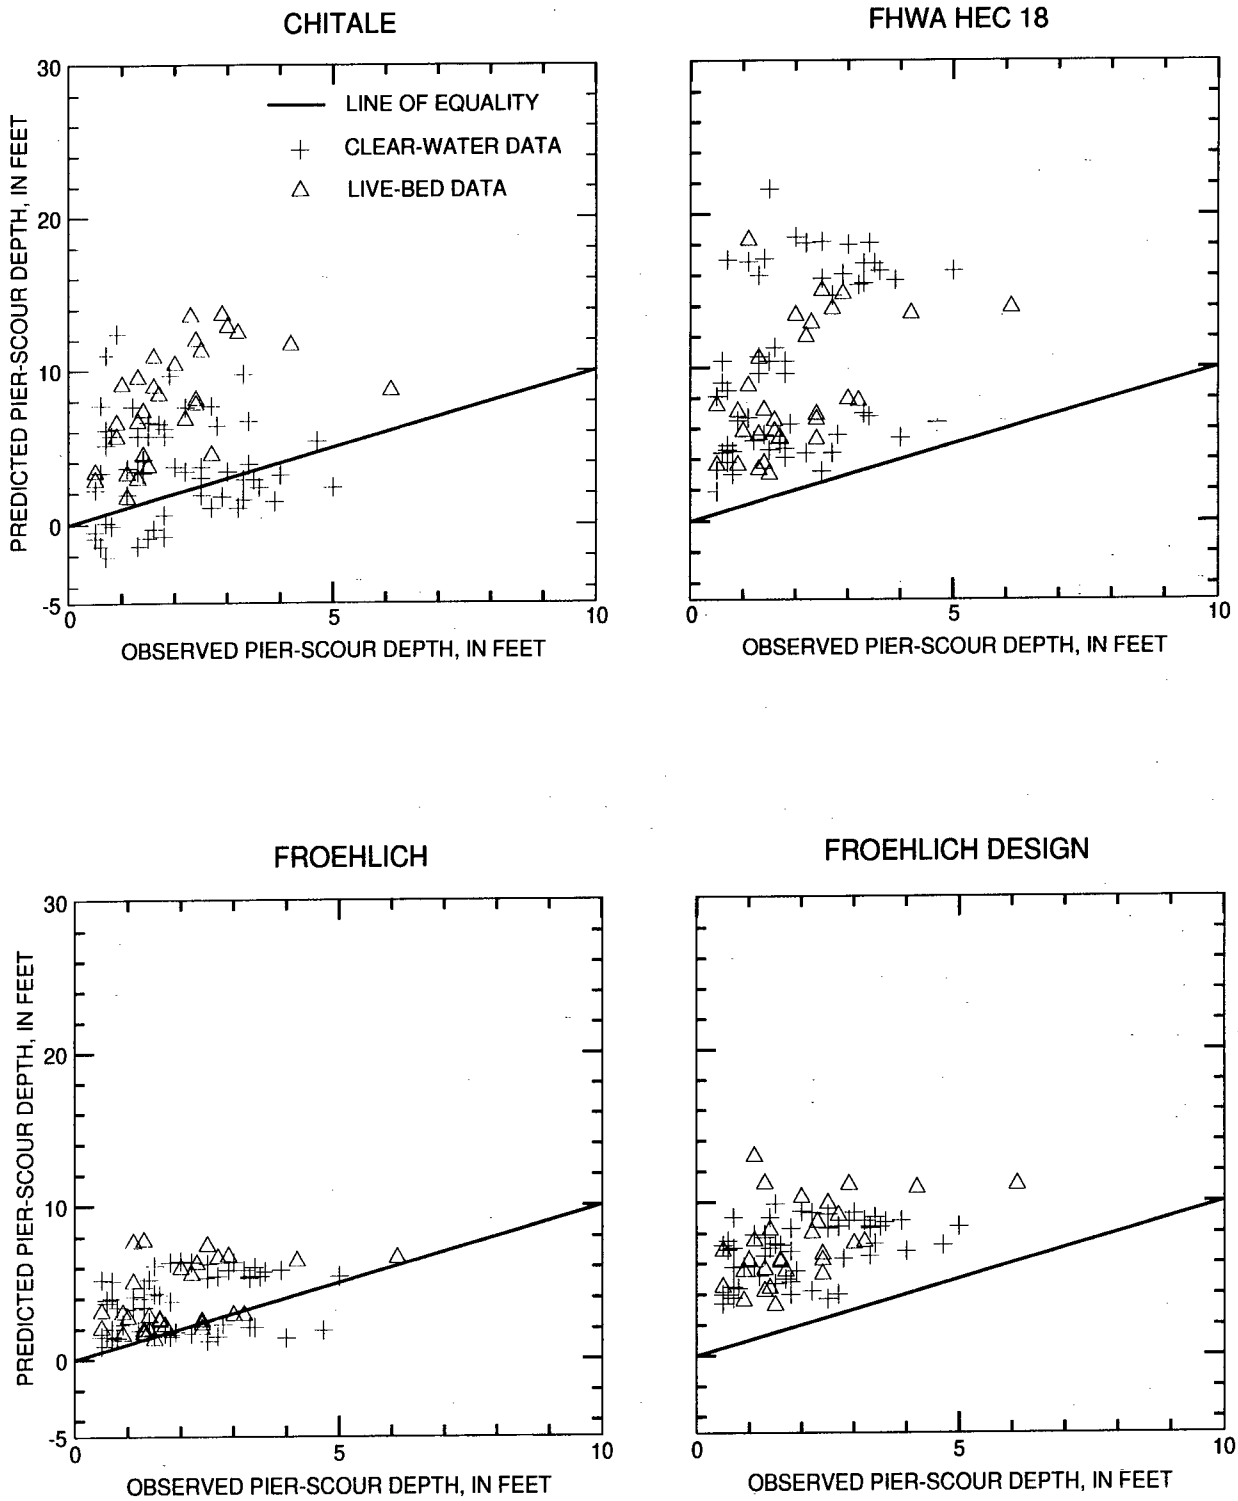 CHITALE
30
20
10
0
-5
PREDICTED PIER-SCOUR DEPTH, IN FEET
LINE OF EQUALITY
CLEAR-WATER DATA
LIVE-BED DATA
0 5 10
OBSERVED PIER-SCOUR DEPTH, IN FEET
FHWA HEC 18
0 5 10
OBSERVED PIER-SCOUR DEPTH, IN FEET
FROEHLICH
30
20
10
0
-5
PREDICTED PIER-SCOUR DEPTH, IN FEET
0 5 10
OBSERVED PIER-SCOUR DEPTH, IN FEET
FROEHLICH DESIGN
0 5 10
OBSERVED PIER-SCOUR DEPTH, IN FEET